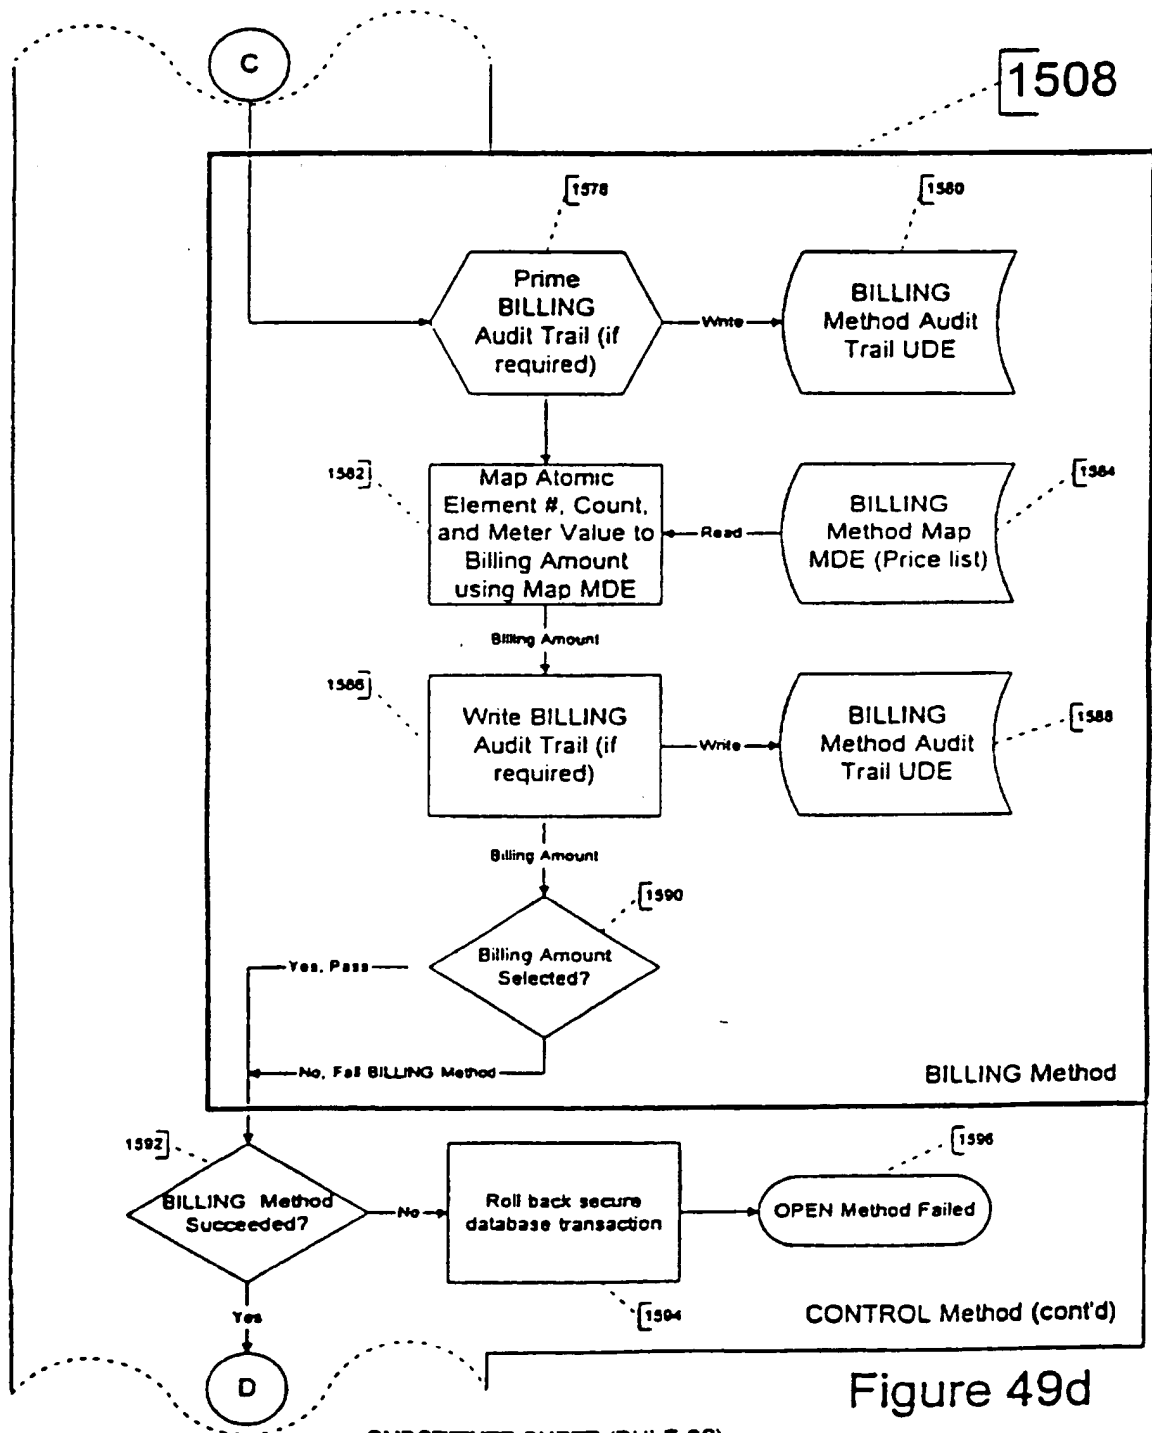 C
1508
1578
1580
Prime
BILLING
Audit Trail (if
required)
Write
BILLING
Method Audit
Trail UDE
1582
Map Atomic
Element #, Count,
and Meter Value to
Billing Amount
using Map MDE
Read
BILLING
Method Map
MDE (Price list)
1584
Billing Amount
1586
Write BILLING
Audit Trail (if
required)
Write
BILLING
Method Audit
Trail UDE
1588
Billing Amount
1590
Billing Amount
Selected?
Yes, Pass
No, Fail BILLING Method
BILLING Method
1592
BILLING Method
Succeeded?
No
Roll back secure
database transaction
1596
OPEN Method Failed
1594
Yes
CONTROL Method (cont'd)
D
Figure 49d